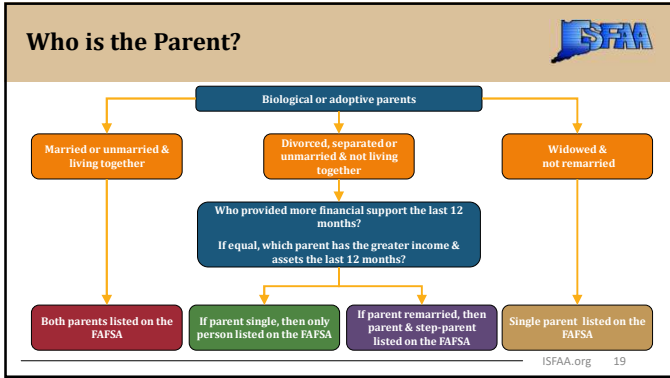 Who is the Parent?
ISFAA
Biological or adoptive parents
Married or unmarried &
living together
Divorced, separated or
unmarried & not living
together
Widowed &
not remarried
Who provided more financial support the last 12
months?
If equal, which parent has the greater income &
assets the last 12 months?
Both parents listed on the
FAFSA
If parent single, then only
person listed on the FAFSA
If parent remarried, then
parent & step-parent
listed on the FAFSA
Single parent listed on the
FAFSA
ISFAA.org 19